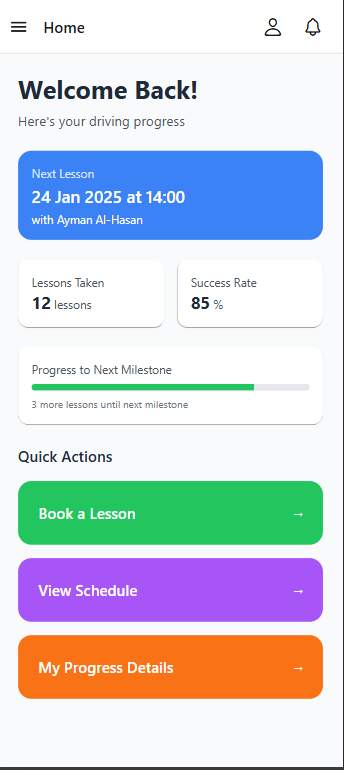 Home
Welcome Back!
Here's your driving progress
Next Lesson
24 Jan 2025 at 14:00
with Ayman Al-Hasan
Lessons Taken
12 lessons
Success Rate
85 %
Progress to Next Milestone
3 more lessons until next milestone
Quick Actions
Book a Lesson →
View Schedule →
My Progress Details →